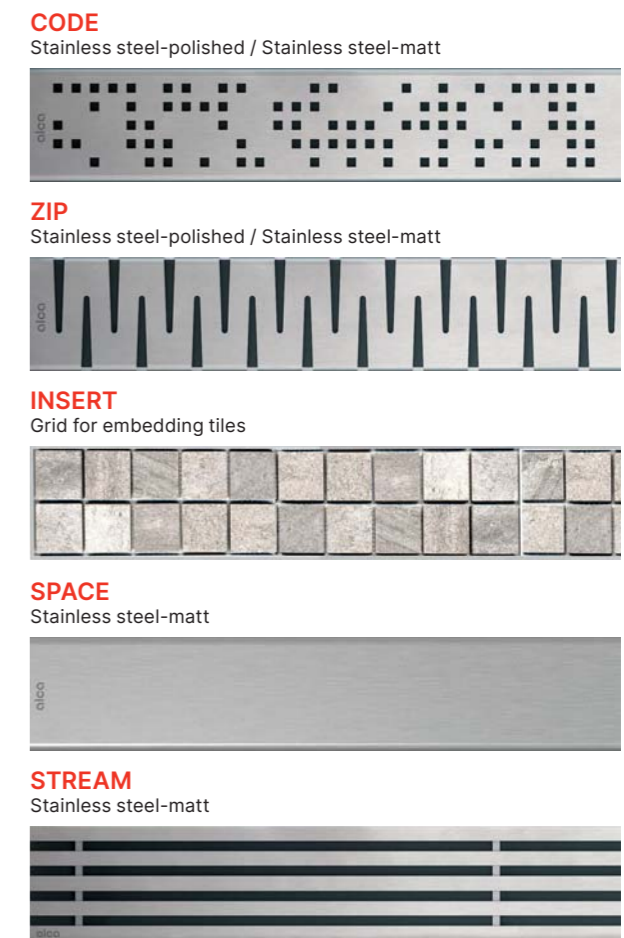 CODE
Stainless steel-polished / Stainless steel-matt
alca
ZIP
Stainless steel-polished / Stainless steel-matt
alca
INSERT
Grid for embedding tiles
SPACE
Stainless steel-matt
alca
STREAM
Stainless steel-matt
alca